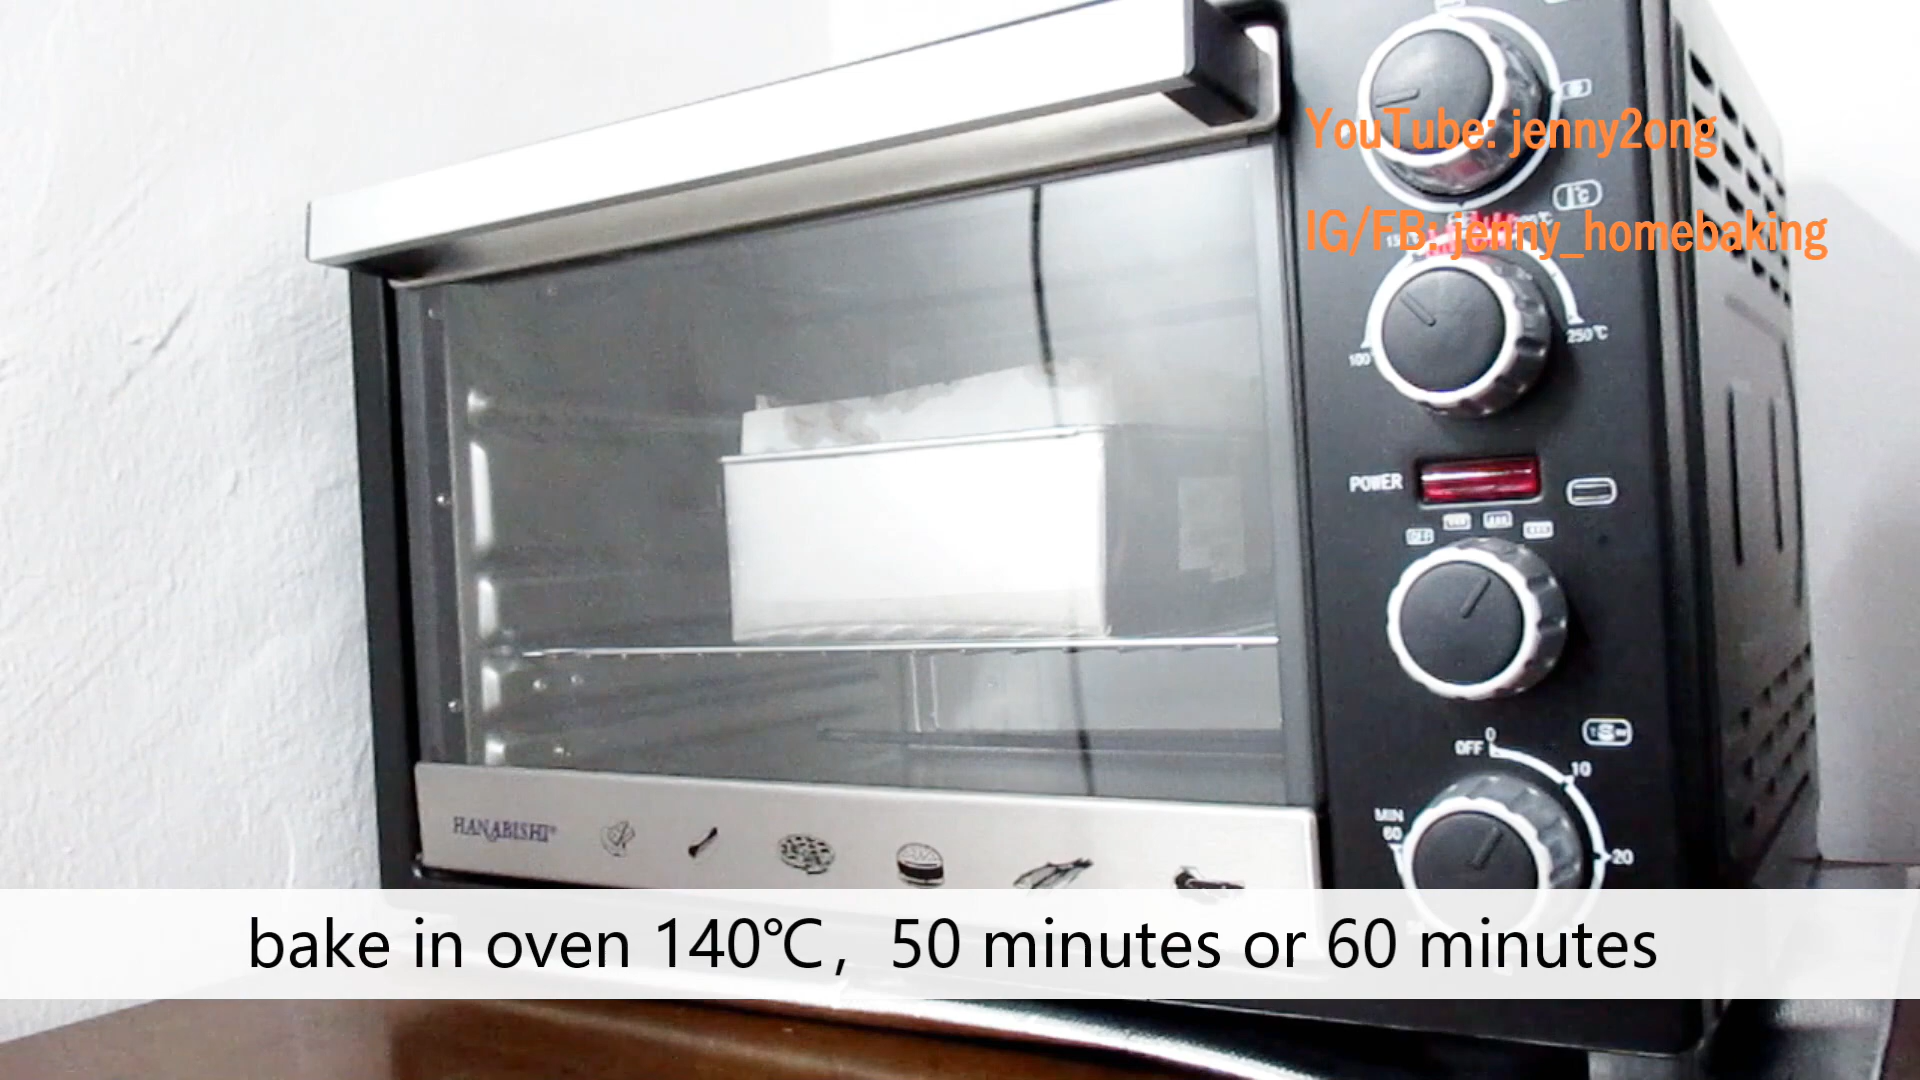 YouTube: jenny2ong
IG/FB: jenny_homebaking
100
250℃
POWER
OFF
0
10
MIN
60
20
HANABISHI®
bake in oven 140℃，50 minutes or 60 minutes